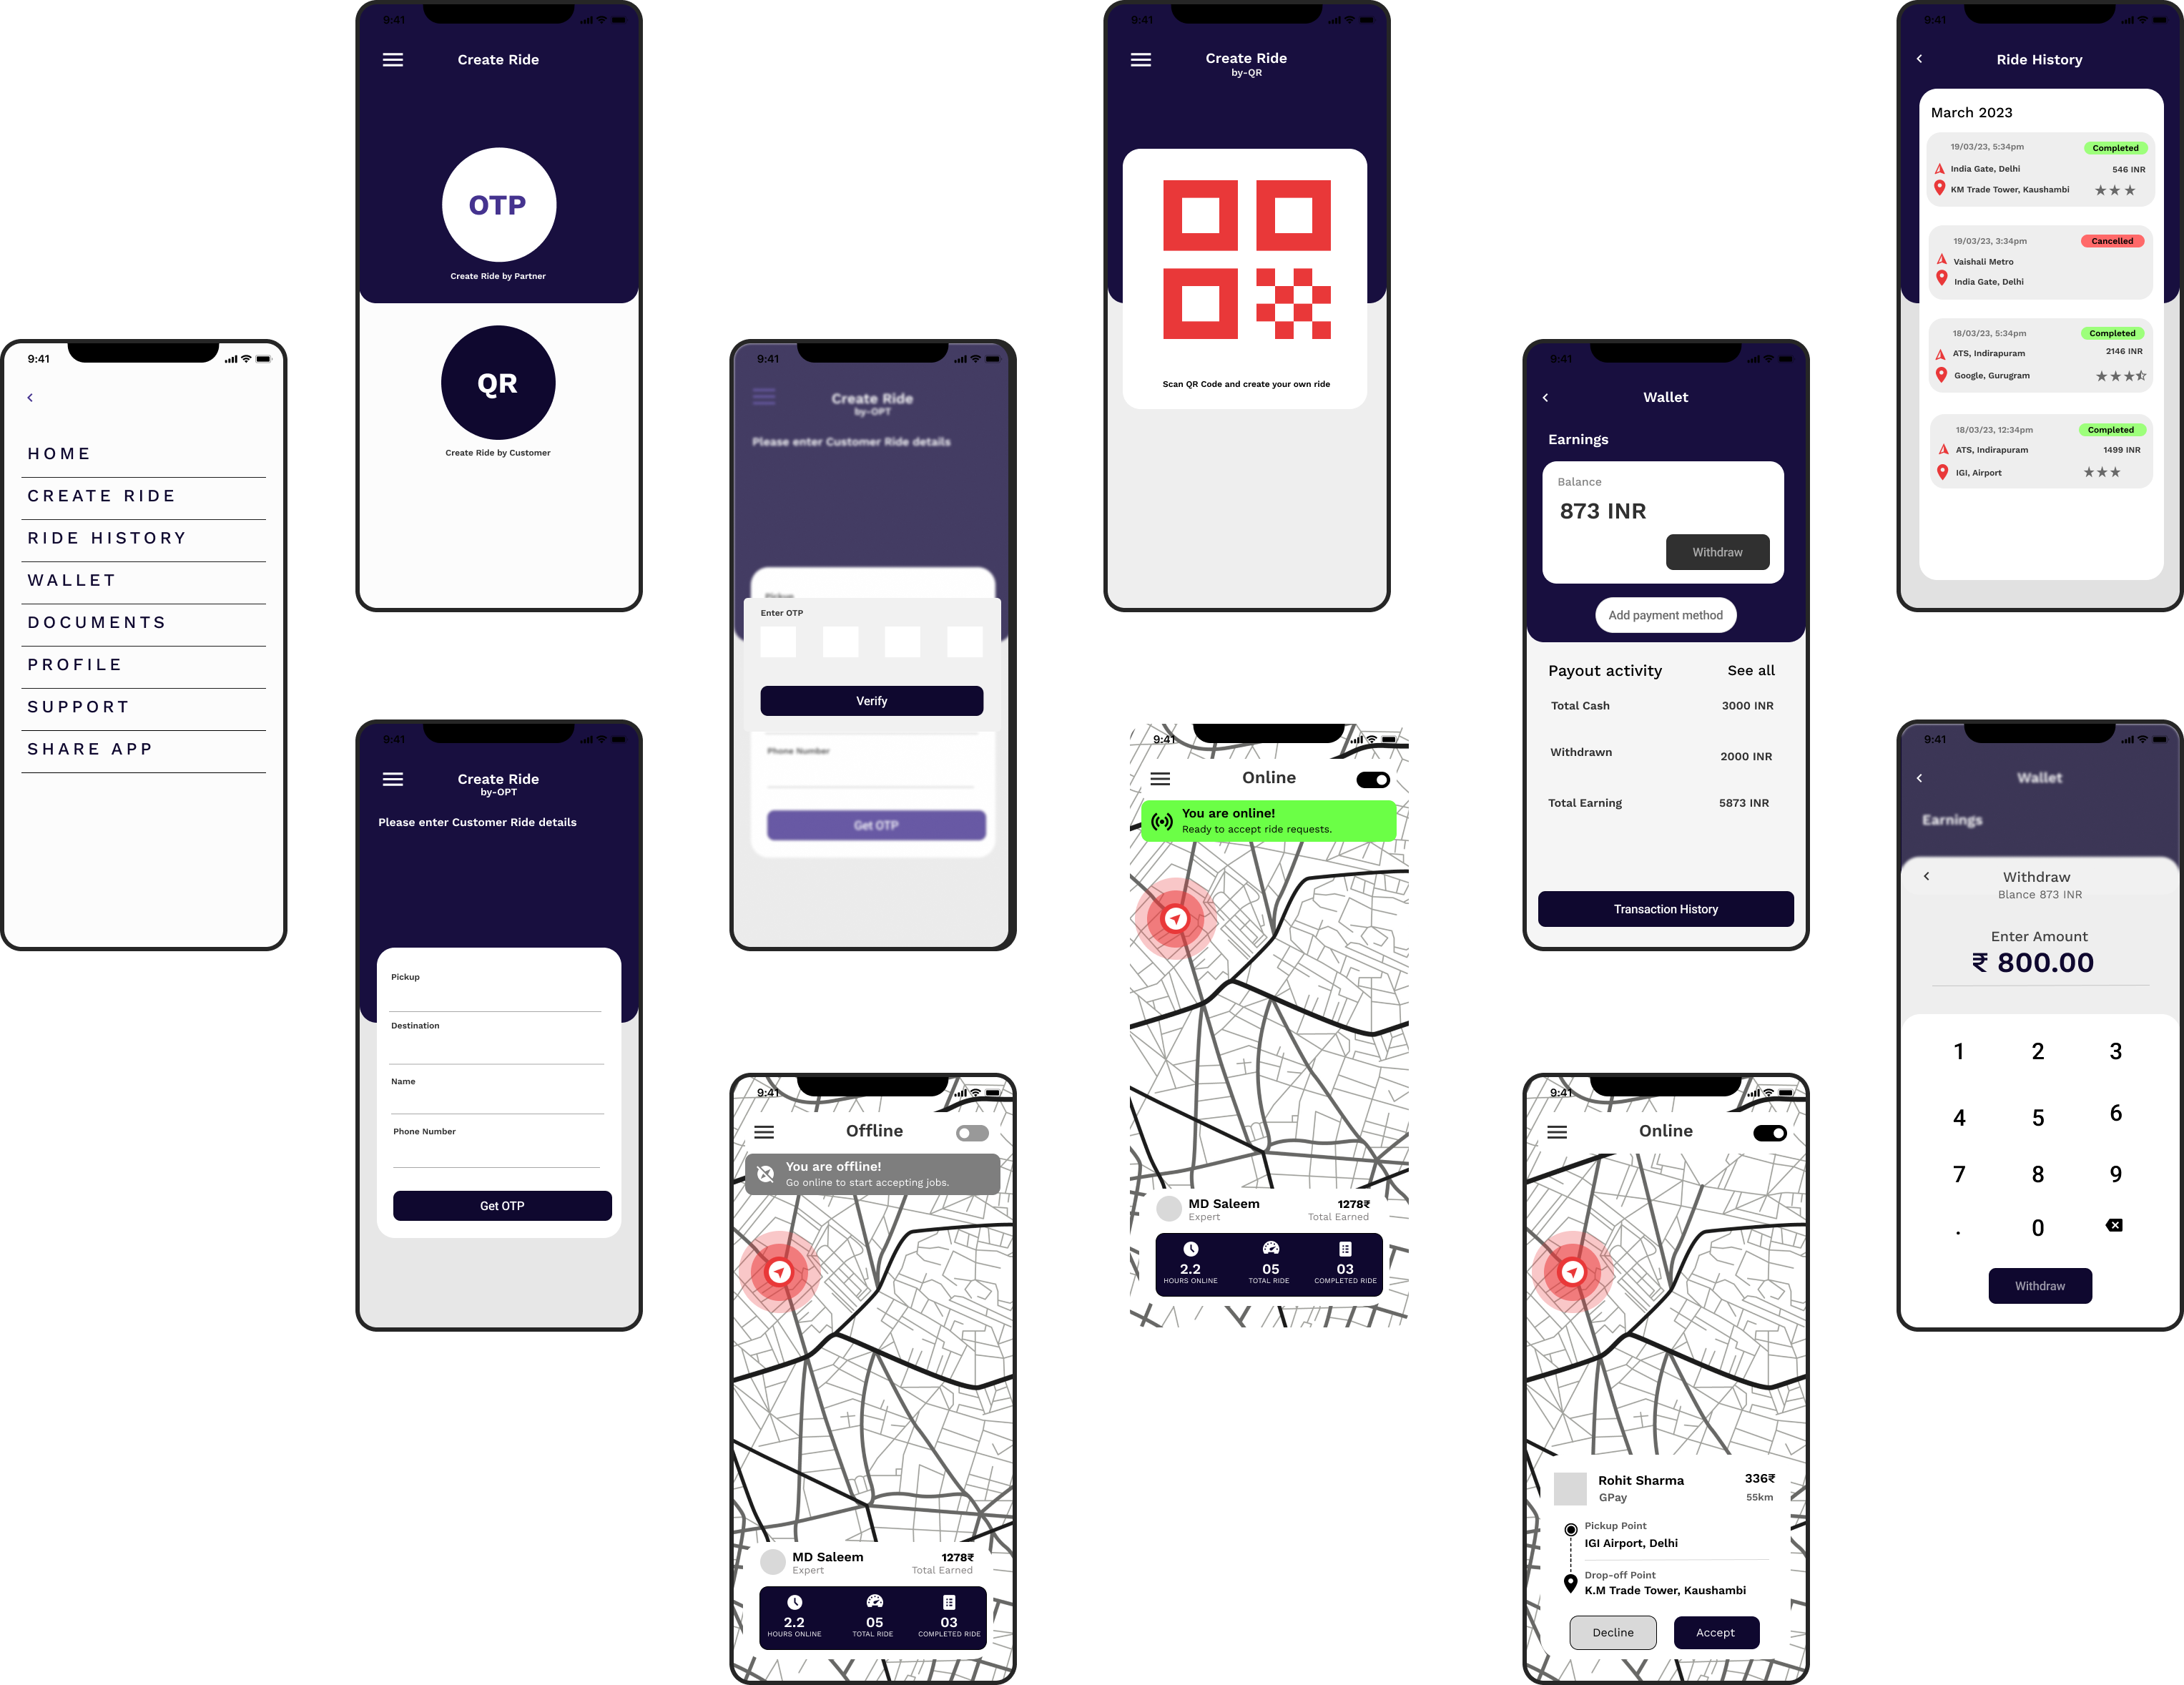 9:41
HOME
CREATE RIDE
RIDE HISTORY
WALLET
DOCUMENTS
PROFILE
SUPPORT
SHARE APP
9:41
Create Ride
OTP
Create Ride by Partner
QR
Create Ride by Customer
9:41
Create Ride
by-OPT
Please enter Customer Ride details
Pickup
Destination
Name
Phone Number
Get OTP
9:41
Create Ride
by-OPT
Please enter Customer Ride details
Pickup
Enter OTP
Verify
Phone Number
Get OTP
9:41
Offline
You are offline!
Go online to start accepting jobs.
MD Saleem 1278₹
Expert Total Earned
2.2 05 03
HOURS ONLINE TOTAL RIDE COMPLETED RIDE
9:41
Create Ride
by-QR
Scan QR Code and create your own ride
9:41
Online
You are online!
Ready to accept ride requests.
MD Saleem 1278₹
Expert Total Earned
2.2 05 03
HOURS ONLINE TOTAL RIDE COMPLETED RIDE
9:41
Wallet
Earnings
Balance
873 INR
Withdraw
Add payment method
Payout activity See all
Total Cash 3000 INR
Withdrawn 2000 INR
Total Earning 5873 INR
Transaction History
9:41
Online
Rohit Sharma 336₹
GPay 55km
Pickup Point
IGI Airport, Delhi
Drop-off Point
K.M Trade Tower, Kaushambi
Decline Accept
9:41
Ride History
March 2023
19/03/23, 5:34pm Completed
India Gate, Delhi 546 INR
KM Trade Tower, Kaushambi
19/03/23, 3:34pm Cancelled
Vaishali Metro
India Gate, Delhi
18/03/23, 5:34pm Completed
ATS, Indirapuram 2146 INR
Google, Gurugram
18/03/23, 12:34pm Completed
ATS, Indirapuram 1499 INR
IGI, Airport
9:41
Wallet
Earnings
Withdraw
Blance 873 INR
Enter Amount
₹ 800.00
1 2 3
4 5 6
7 8 9
. 0
Withdraw